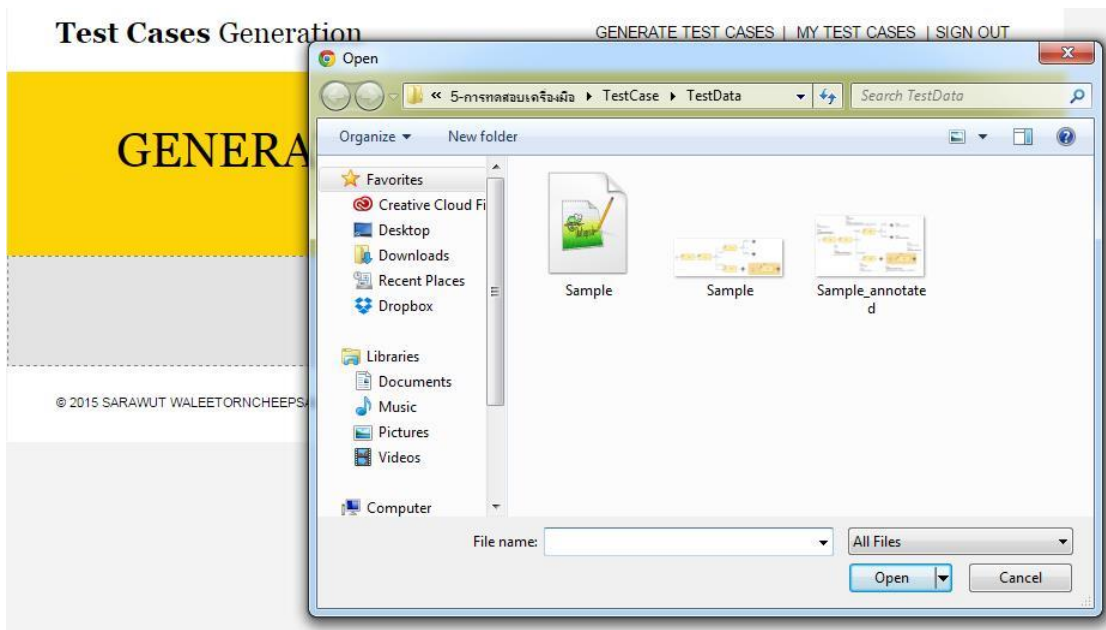 Test Cases Generation
GENERATE TEST CASES | MY TEST CASES | SIGN OUT
Open
« 5-การทดสอบเครื่องมือ ▸ TestCase ▸ TestData
Search TestData
Organize
New folder
GENERA
Favorites
Creative Cloud Fi
Desktop
Downloads
Recent Places
Dropbox
Libraries
Documents
Music
Pictures
Videos
Computer
Sample
Sample
Sample_annotate
d
© 2015 SARAWUT WALEETORNCHEEPS
File name:
All Files
Open
Cancel